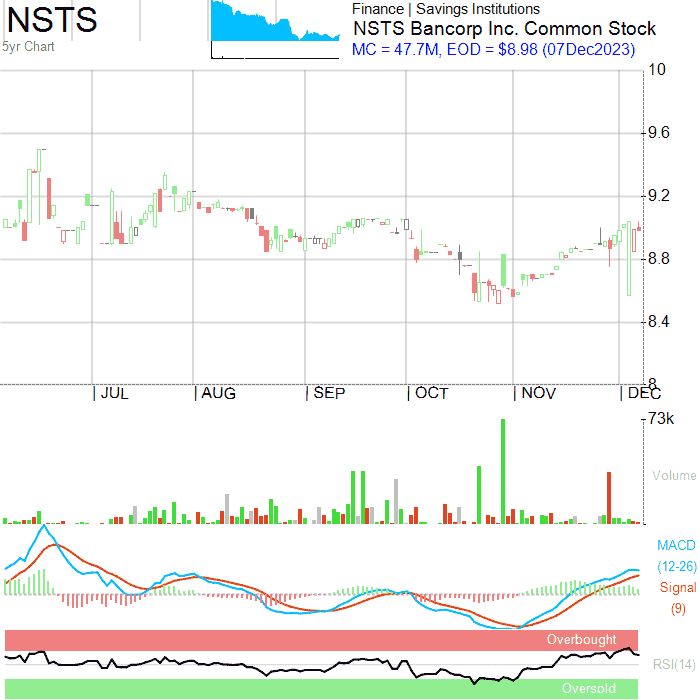 NSTS
5yr Chart
Finance | Savings Institutions
NSTS Bancorp Inc. Common Stock
MC = 47.7M, EOD = $8.98 (07Dec2023)
10
9.6
9.2
8.8
8.4
8
JUL AUG SEP OCT NOV DEC
73k
Volume
MACD
(12-26)
Signal
(9)
Overbought
RSI(14)
Oversold